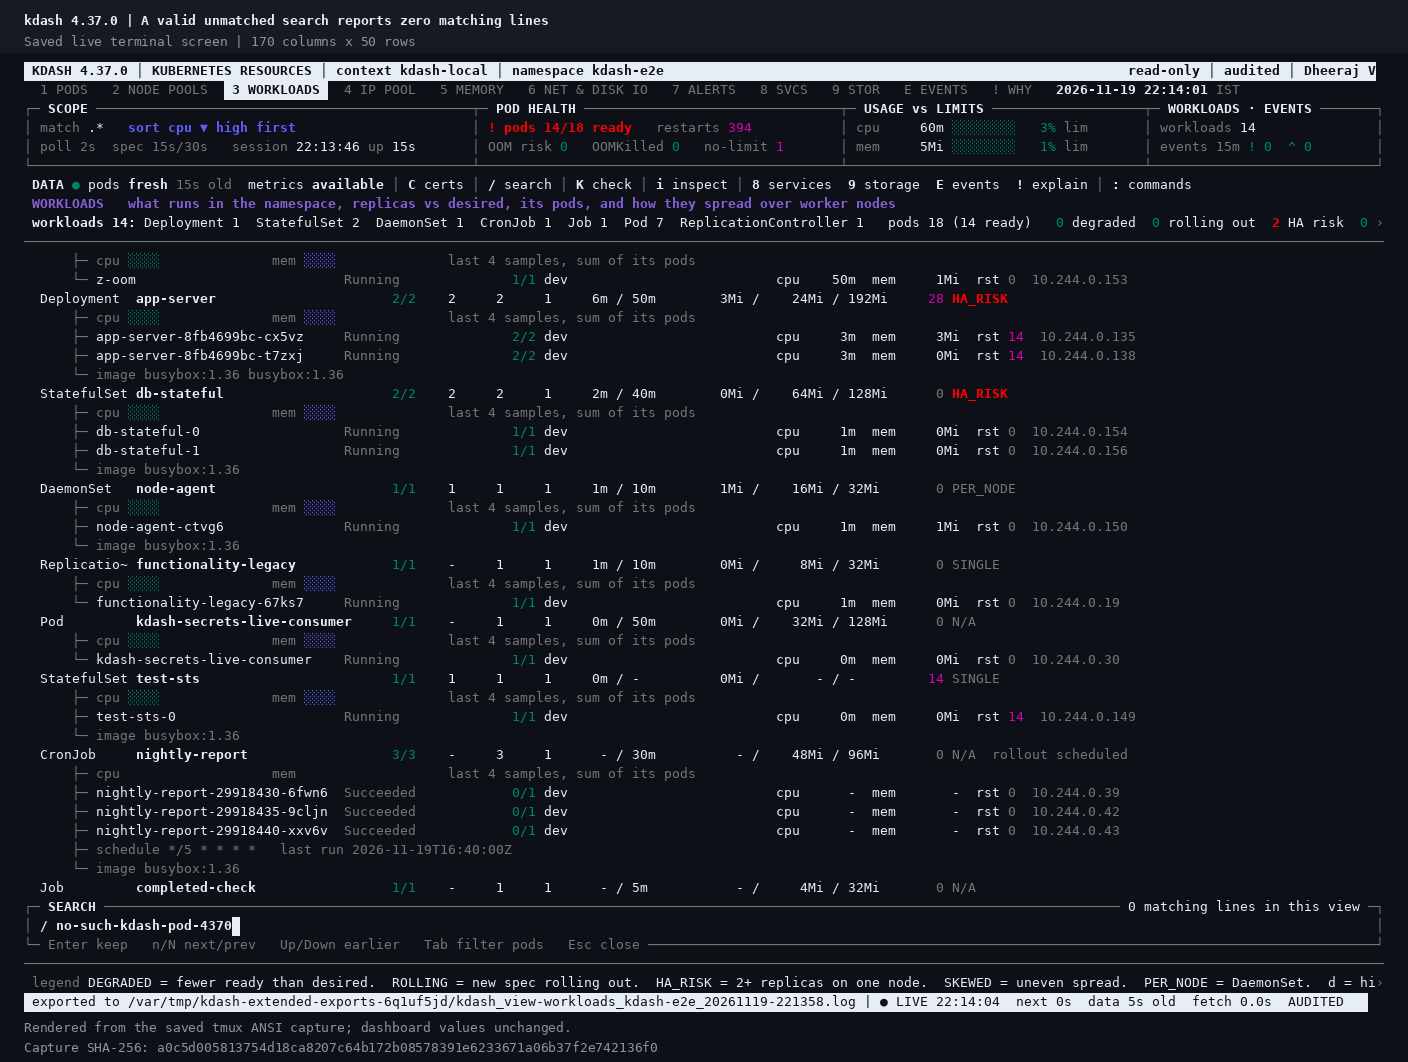 kdash 4.37.0 | A valid unmatched search reports zero matching lines
Saved live terminal screen | 170 columns x 50 rows
KDASH 4.37.0 │ KUBERNETES RESOURCES │ context kdash-local │ namespace kdash-e2e read-only │ audited │ Dheeraj V
1 PODS 2 NODE POOLS 3 WORKLOADS 4 IP POOL 5 MEMORY 6 NET & DISK IO 7 ALERTS 8 SVCS 9 STOR E EVENTS ! WHY 2026-11-19 22:14:01 IST
┌─ SCOPE ─┬─ POD HEALTH ─┬─ USAGE vs LIMITS ─┬─ WORKLOADS · EVENTS ─┐
│ match .* sort cpu ▼ high first │ ! pods 14/18 ready restarts 394 │ cpu 60m ░░░░░░░░ 3% lim │ workloads 14 │
│ poll 2s spec 15s/30s session 22:13:46 up 15s │ OOM risk 0 OOMKilled 0 no-limit 1 │ mem 5Mi ░░░░░░░░ 1% lim │ events 15m ! 0 ^ 0 │
DATA ● pods fresh 15s old metrics available │ C certs │ / search │ K check │ i inspect │ 8 services 9 storage E events ! explain │ : commands
WORKLOADS what runs in the namespace, replicas vs desired, its pods, and how they spread over worker nodes
workloads 14: Deployment 1 StatefulSet 2 DaemonSet 1 CronJob 1 Job 1 Pod 7 ReplicationController 1 pods 18 (14 ready) 0 degraded 0 rolling out 2 HA risk 0 ›
├─ cpu ░░░░ mem ░░░░ last 4 samples, sum of its pods
└─ z-oom Running 1/1 dev cpu 50m mem 1Mi rst 0 10.244.0.153
Deployment app-server 2/2 2 2 1 6m / 50m 3Mi / 24Mi / 192Mi 28 HA_RISK
├─ cpu ░░░░ mem ░░░░ last 4 samples, sum of its pods
├─ app-server-8fb4699bc-cx5vz Running 2/2 dev cpu 3m mem 3Mi rst 14 10.244.0.135
├─ app-server-8fb4699bc-t7zxj Running 2/2 dev cpu 3m mem 0Mi rst 14 10.244.0.138
└─ image busybox:1.36 busybox:1.36
StatefulSet db-stateful 2/2 2 2 1 2m / 40m 0Mi / 64Mi / 128Mi 0 HA_RISK
├─ cpu ░░░░ mem ░░░░ last 4 samples, sum of its pods
├─ db-stateful-0 Running 1/1 dev cpu 1m mem 0Mi rst 0 10.244.0.154
├─ db-stateful-1 Running 1/1 dev cpu 1m mem 0Mi rst 0 10.244.0.156
└─ image busybox:1.36
DaemonSet node-agent 1/1 1 1 1 1m / 10m 1Mi / 16Mi / 32Mi 0 PER_NODE
├─ cpu ░░░░ mem ░░░░ last 4 samples, sum of its pods
├─ node-agent-ctvg6 Running 1/1 dev cpu 1m mem 1Mi rst 0 10.244.0.150
└─ image busybox:1.36
Replicatio~ functionality-legacy 1/1 - 1 1 1m / 10m 0Mi / 8Mi / 32Mi 0 SINGLE
├─ cpu ░░░░ mem ░░░░ last 4 samples, sum of its pods
└─ functionality-legacy-67ks7 Running 1/1 dev cpu 1m mem 0Mi rst 0 10.244.0.19
Pod kdash-secrets-live-consumer 1/1 - 1 1 0m / 50m 0Mi / 32Mi / 128Mi 0 N/A
├─ cpu ░░░░ mem ░░░░ last 4 samples, sum of its pods
└─ kdash-secrets-live-consumer Running 1/1 dev cpu 0m mem 0Mi rst 0 10.244.0.30
StatefulSet test-sts 1/1 1 1 1 0m / - 0Mi / - / - 14 SINGLE
├─ cpu ░░░░ mem ░░░░ last 4 samples, sum of its pods
├─ test-sts-0 Running 1/1 dev cpu 0m mem 0Mi rst 14 10.244.0.149
└─ image busybox:1.36
CronJob nightly-report 3/3 - 3 1 - / 30m - / 48Mi / 96Mi 0 N/A rollout scheduled
├─ cpu mem last 4 samples, sum of its pods
├─ nightly-report-29918430-6fwn6 Succeeded 0/1 dev cpu - mem - rst 0 10.244.0.39
├─ nightly-report-29918435-9cljn Succeeded 0/1 dev cpu - mem - rst 0 10.244.0.42
├─ nightly-report-29918440-xxv6v Succeeded 0/1 dev cpu - mem - rst 0 10.244.0.43
├─ schedule */5 * * * * last run 2026-11-19T16:40:00Z
└─ image busybox:1.36
Job completed-check 1/1 - 1 1 - / 5m - / 4Mi / 32Mi 0 N/A
┌─ SEARCH ─ 0 matching lines in this view ─┐
│ / no-such-kdash-pod-4370 │
└─ Enter keep n/N next/prev Up/Down earlier Tab filter pods Esc close ─┘
legend DEGRADED = fewer ready than desired. ROLLING = new spec rolling out. HA_RISK = 2+ replicas on one node. SKEWED = uneven spread. PER_NODE = DaemonSet. d = hi›
exported to /var/tmp/kdash-extended-exports-6q1uf5jd/kdash_view-workloads_kdash-e2e_20261119-221358.log | ● LIVE 22:14:04 next 0s data 5s old fetch 0.0s AUDITED
Rendered from the saved tmux ANSI capture; dashboard values unchanged.
Capture SHA-256: a0c5d005813754d18ca8207c64b172b08578391e6233671a06b37f2e742136f0